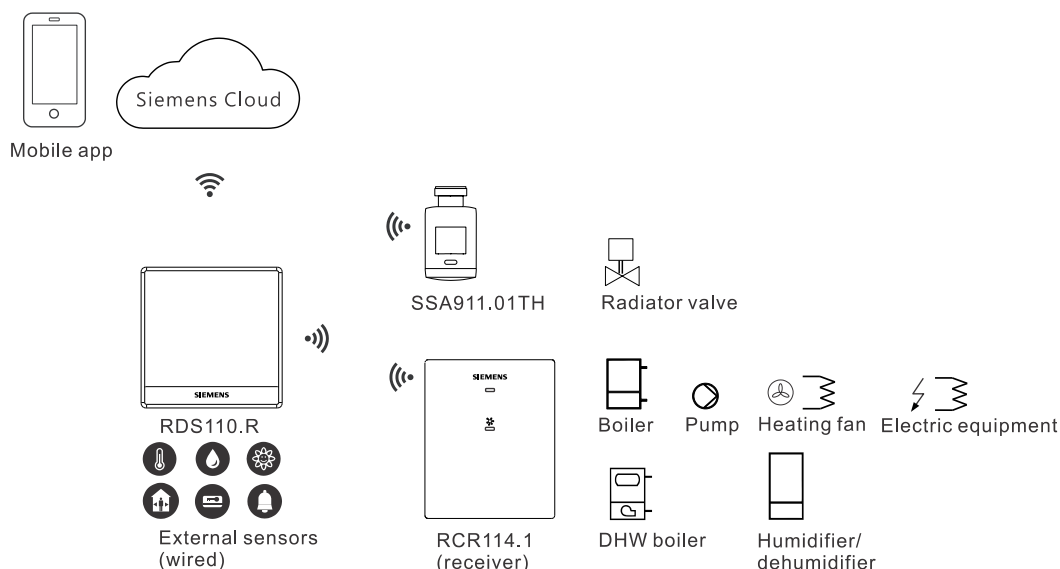 Siemens Cloud
Mobile app
SSA911.01TH
Radiator valve
SIEMENS
RDS110.R
SIEMENS
Boiler
Pump
Heating fan
Electric equipment
External sensors
(wired)
RCR114.1
(receiver)
DHW boiler
Humidifier/
dehumidifier